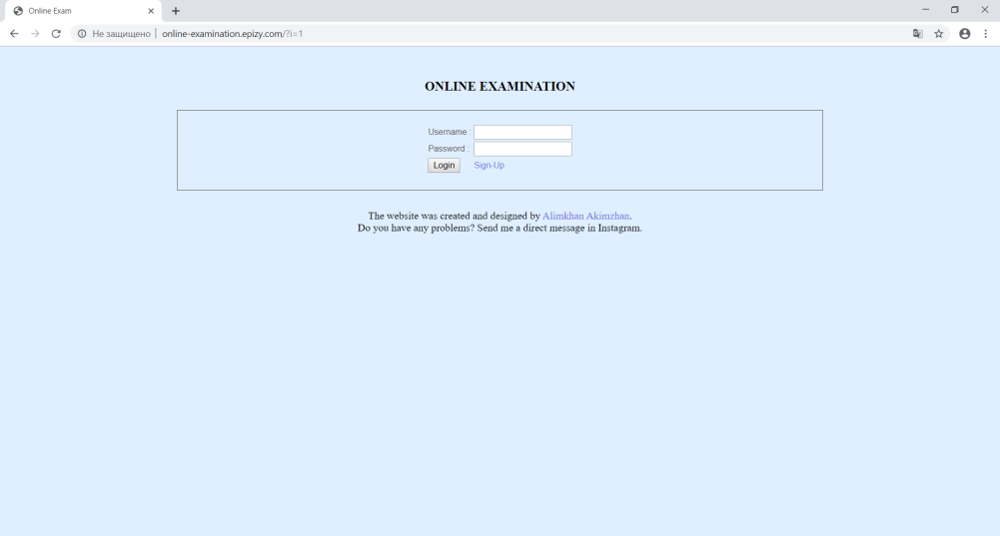 Online Exam
Не защищено | online-examination.epizy.com/?i=1
ONLINE EXAMINATION
Username :
Password :
Login Sign-Up
The website was created and designed by Alimkhan Akimzhan.
Do you have any problems? Send me a direct message in Instagram.